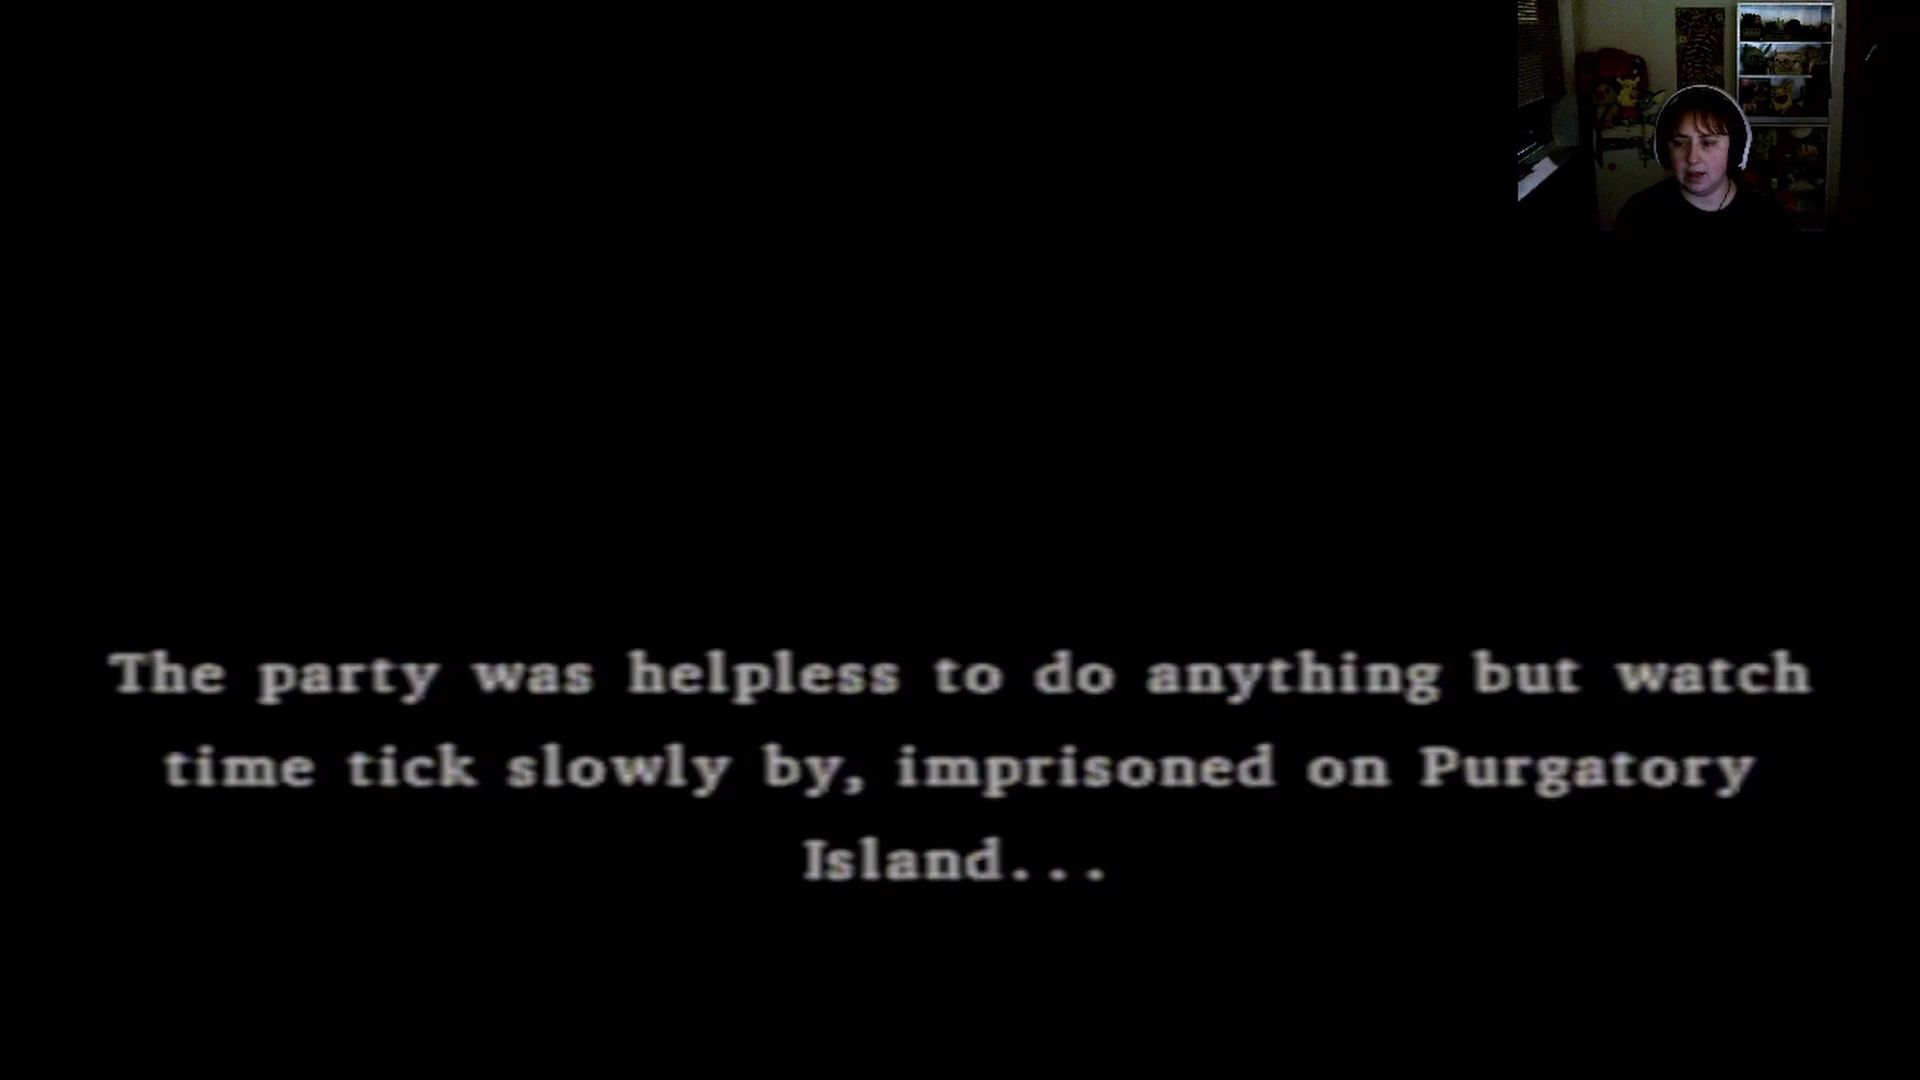 The party was helpless to do anything but watch
time tick slowly by, imprisoned on Purgatory
Island...